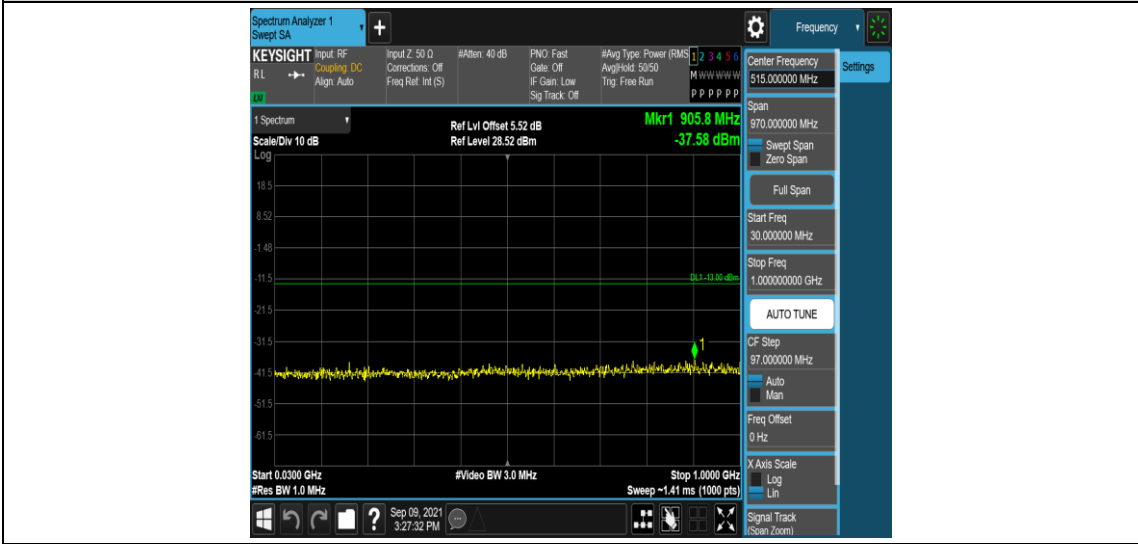 Spectrum Analyzer 1
Swept SA
+
Frequency
KEYSIGHT
RL
Input: RF
Coupling: DC
Align: Auto
Input Z: 50 Ω
Corrections: Off
Freq Ref: Int (S)
#Atten: 40 dB
PNO: Fast
Gate: Off
IF Gain: Low
Sig Track: Off
#Avg Type: Power (RMS
Avg|Hold: 50/50
Trig: Free Run
1 2 3 4 5 6
M W W W W W
P P P P P P
1 Spectrum
Scale/Div 10 dB
Log
Ref Lvl Offset 5.52 dB
Ref Level 28.52 dBm
Mkr1 905.8 MHz
-37.58 dBm
18.5
8.52
-1.48
-11.5
-21.5
-31.5
-41.5
-51.5
-61.5
DL1 -13.00 dBm
1
Start 0.0300 GHz
#Res BW 1.0 MHz
#Video BW 3.0 MHz
Stop 1.0000 GHz
Sweep ~1.41 ms (1000 pts)
Sep 09, 2021
3:27:32 PM
?
Settings
Center Frequency
515.000000 MHz
Span
970.000000 MHz
Swept Span
Zero Span
Full Span
Start Freq
30.000000 MHz
Stop Freq
1.000000000 GHz
AUTO TUNE
CF Step
97.000000 MHz
Auto
Man
Freq Offset
0 Hz
X Axis Scale
Log
Lin
Signal Track
(Span Zoom)